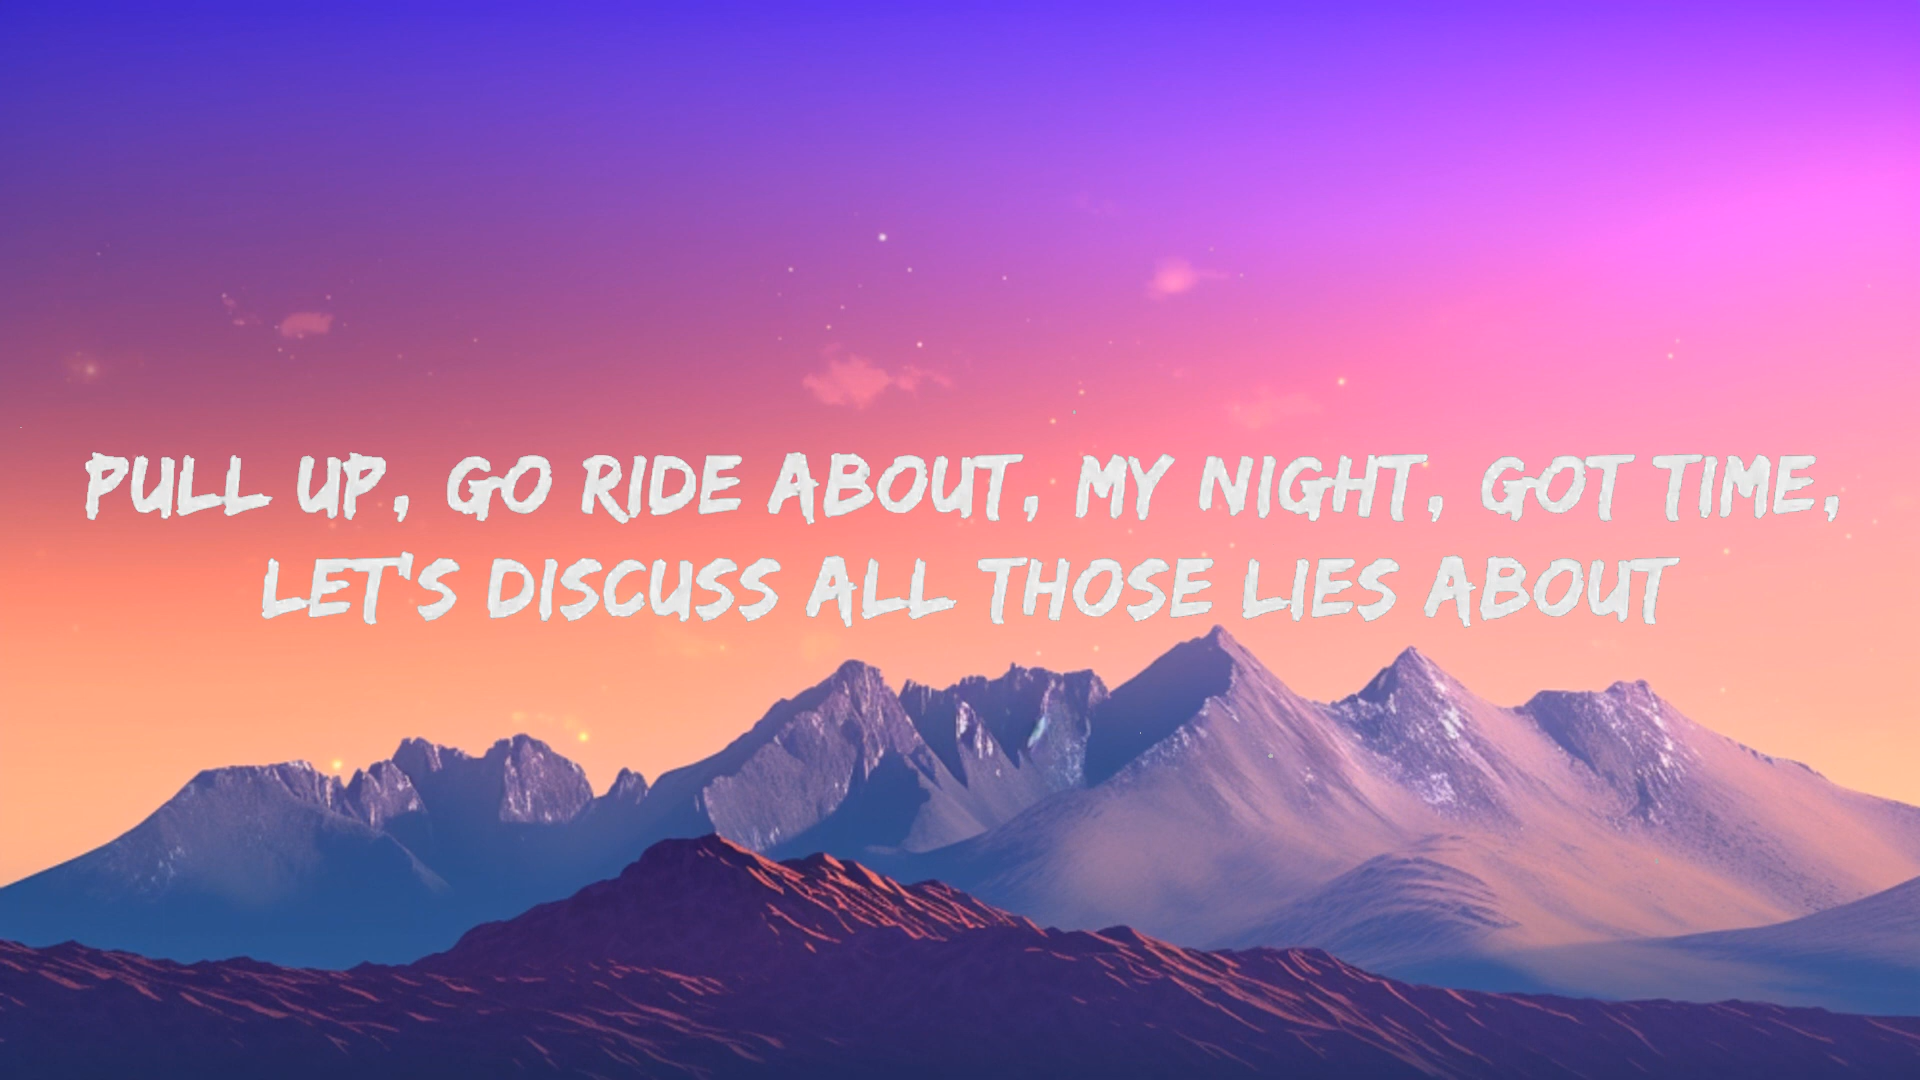 PULL UP, GO RIDE ABOUT, MY NIGHT, GOT TIME,
LET'S DISCUSS ALL THOSE LIES ABOUT